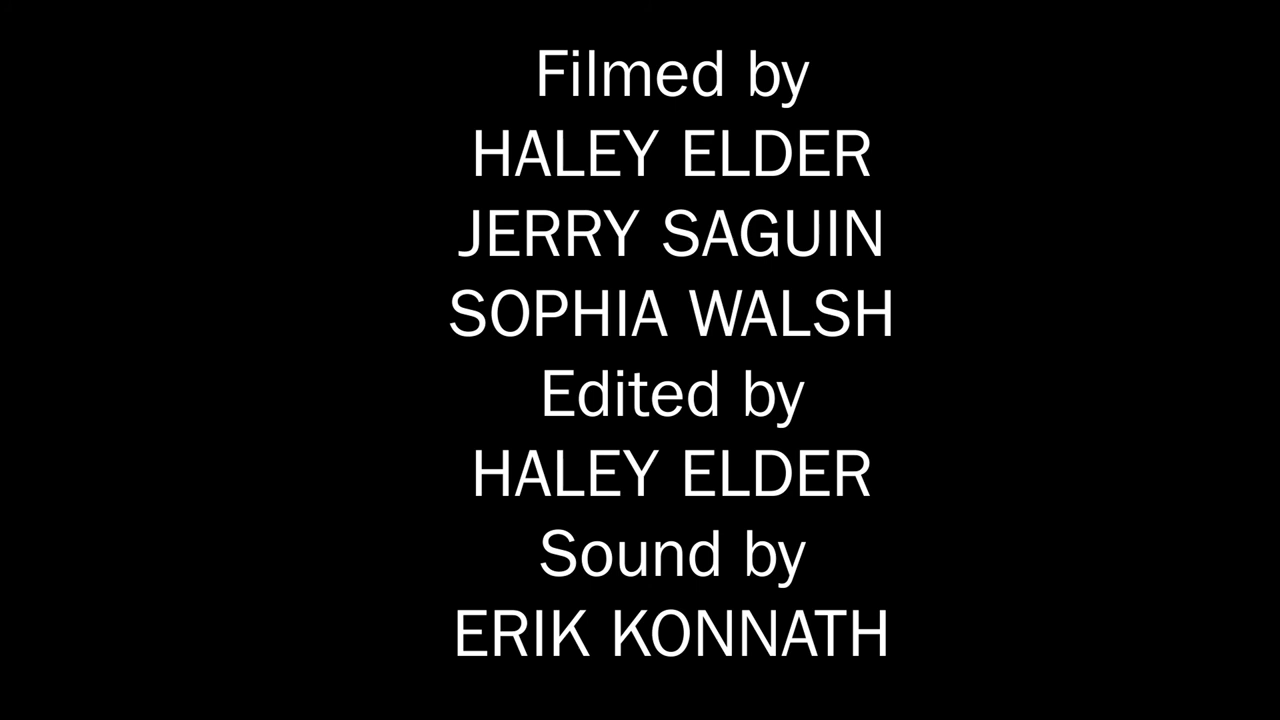 Filmed by
HALEY ELDER
JERRY SAGUIN
SOPHIA WALSH
Edited by
HALEY ELDER
Sound by
ERIK KONNATH